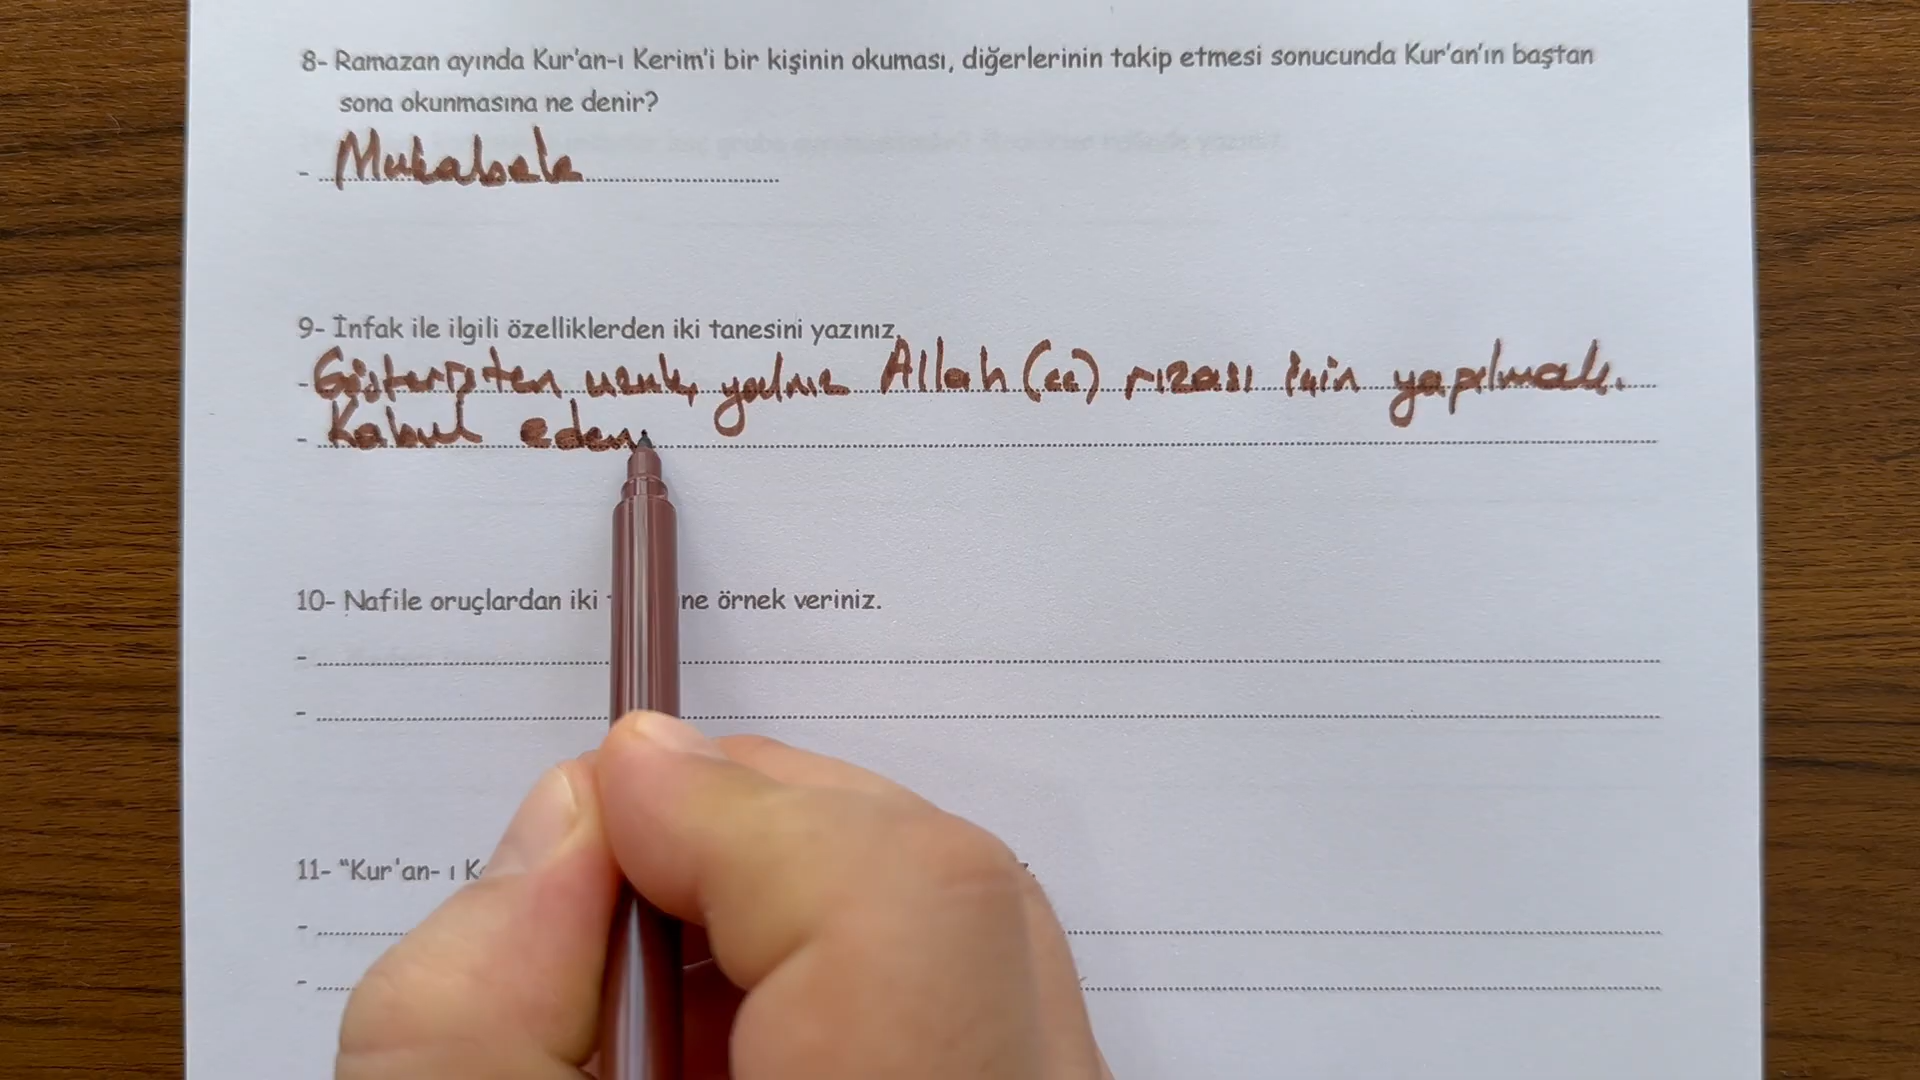 8- Ramazan ayında Kur'an-ı Kerim'i bir kişinin okuması, diğerlerinin takip etmesi sonucunda Kur'an'ın baştan
sona okunmasına ne denir?
- Mukabele
9- İnfak ile ilgili özelliklerden iki tanesini yazınız.
- Gösterişten uzak, yalnız Allah (cc) rızası için yapılmalı.
- Kabul eden
10- Nafile oruçlardan iki ne örnek veriniz.
-
-
11- "Kur'an- ı
-
-